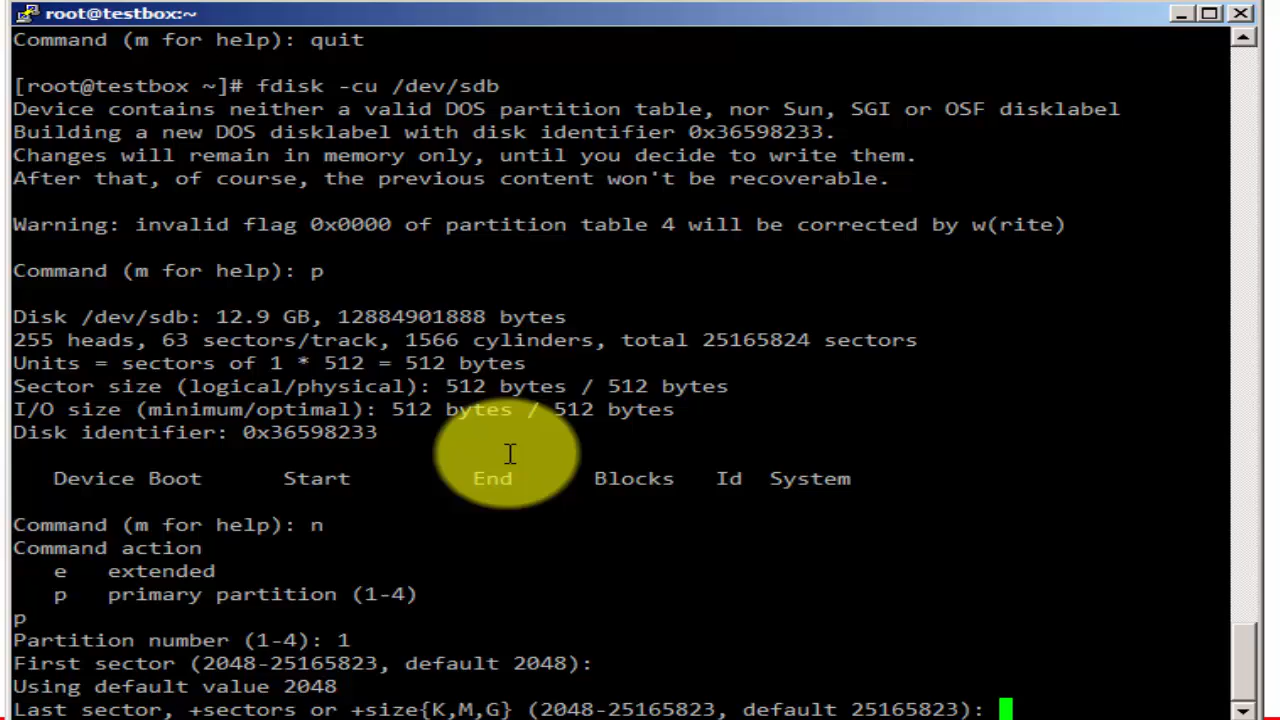 root@testbox:~
Command (m for help): quit
[root@testbox ~]# fdisk -cu /dev/sdb
Device contains neither a valid DOS partition table, nor Sun, SGI or OSF disklabel
Building a new DOS disklabel with disk identifier 0x36598233.
Changes will remain in memory only, until you decide to write them.
After that, of course, the previous content won't be recoverable.
Warning: invalid flag 0x0000 of partition table 4 will be corrected by w(rite)
Command (m for help): p
Disk /dev/sdb: 12.9 GB, 12884901888 bytes
255 heads, 63 sectors/track, 1566 cylinders, total 25165824 sectors
Units = sectors of 1 * 512 = 512 bytes
Sector size (logical/physical): 512 bytes / 512 bytes
I/O size (minimum/optimal): 512 bytes / 512 bytes
Disk identifier: 0x36598233
Device Boot Start End Blocks Id System
Command (m for help): n
Command action
e extended
p primary partition (1-4)
p
Partition number (1-4): 1
First sector (2048-25165823, default 2048):
Using default value 2048
Last sector, +sectors or +size{K,M,G} (2048-25165823, default 25165823):